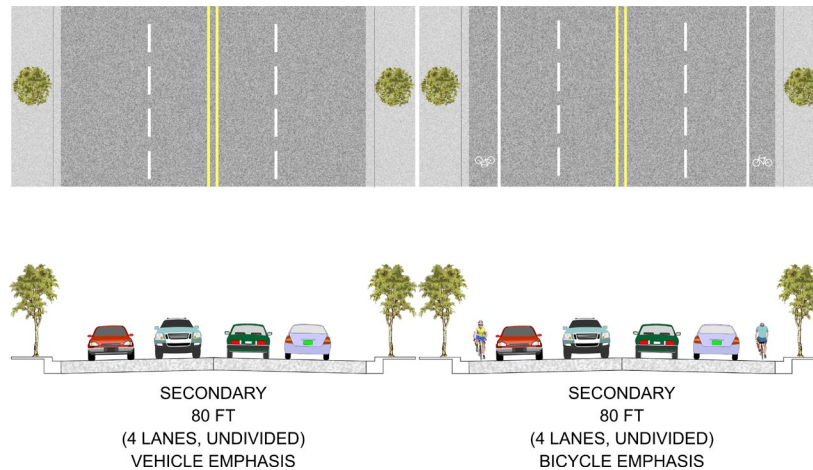 SECONDARY
80 FT
(4 LANES, UNDIVIDED)
VEHICLE EMPHASIS
SECONDARY
80 FT
(4 LANES, UNDIVIDED)
BICYCLE EMPHASIS